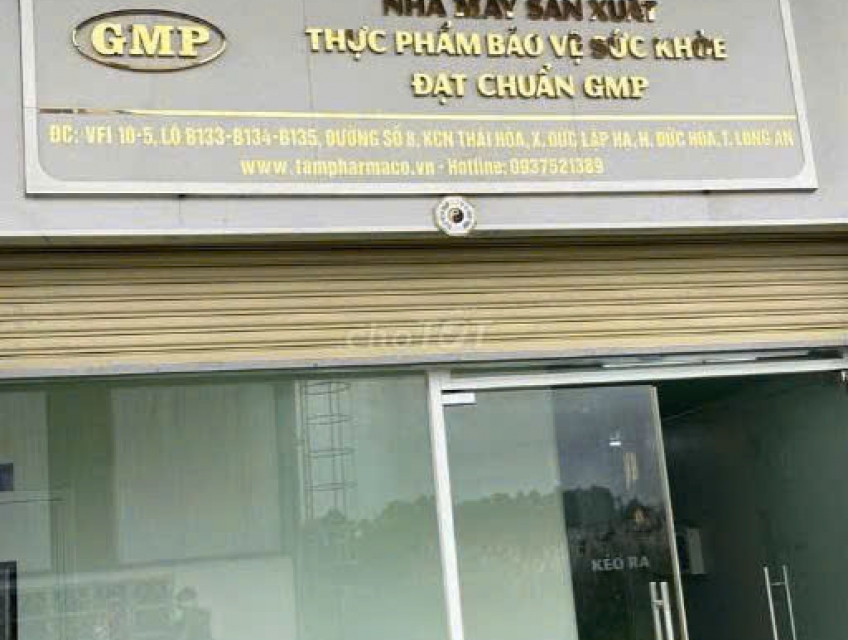 GMP
NHÀ MÁY SẢN XUẤT
THỰC PHẨM BẢO VỆ SỨC KHỎE
ĐẠT CHUẨN GMP
ĐC: VF1 10-5, LÔ B133-B134-B135, ĐƯỜNG SỐ 8, KCN THÁI HÒA, X. ĐỨC LẬP HẠ, H. ĐỨC HÒA, T. LONG AN
www.tampharmaco.vn - Hotline: 0937521389
choTỐT
KÉO RA